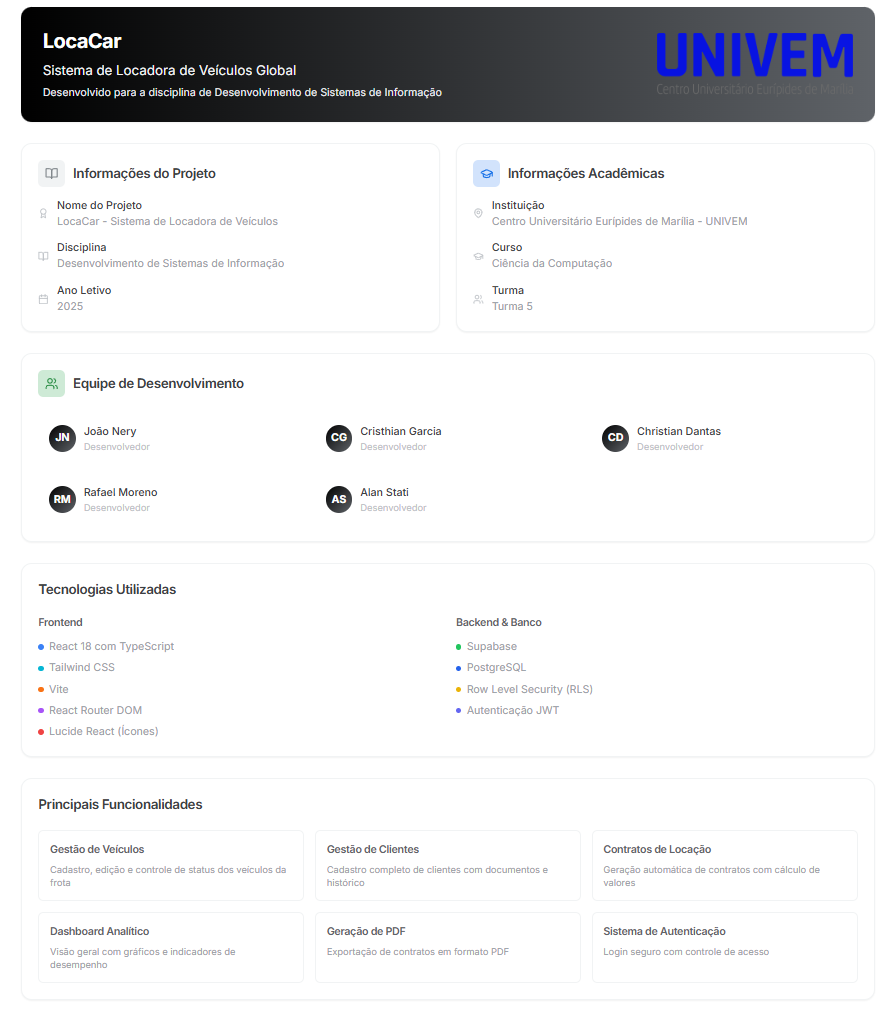 LocaCar
Sistema de Locadora de Veículos Global
Desenvolvido para a disciplina de Desenvolvimento de Sistemas de Informação
UNIVEM
Centro Universitário Eurípides de Marília
Informações do Projeto
Nome do Projeto
LocaCar - Sistema de Locadora de Veículos
Disciplina
Desenvolvimento de Sistemas de Informação
Ano Letivo
2025
Informações Acadêmicas
Instituição
Centro Universitário Eurípides de Marília - UNIVEM
Curso
Ciência da Computação
Turma
Turma 5
Equipe de Desenvolvimento
JN
João Nery
Desenvolvedor
CG
Cristhian Garcia
Desenvolvedor
CD
Christian Dantas
Desenvolvedor
RM
Rafael Moreno
Desenvolvedor
AS
Alan Stati
Desenvolvedor
Tecnologias Utilizadas
Frontend
React 18 com TypeScript
Tailwind CSS
Vite
React Router DOM
Lucide React (Ícones)
Backend & Banco
Supabase
PostgreSQL
Row Level Security (RLS)
Autenticação JWT
Principais Funcionalidades
Gestão de Veículos
Cadastro, edição e controle de status dos veículos da
frota
Gestão de Clientes
Cadastro completo de clientes com documentos e
histórico
Contratos de Locação
Geração automática de contratos com cálculo de
valores
Dashboard Analítico
Visão geral com gráficos e indicadores de
desempenho
Geração de PDF
Exportação de contratos em formato PDF
Sistema de Autenticação
Login seguro com controle de acesso